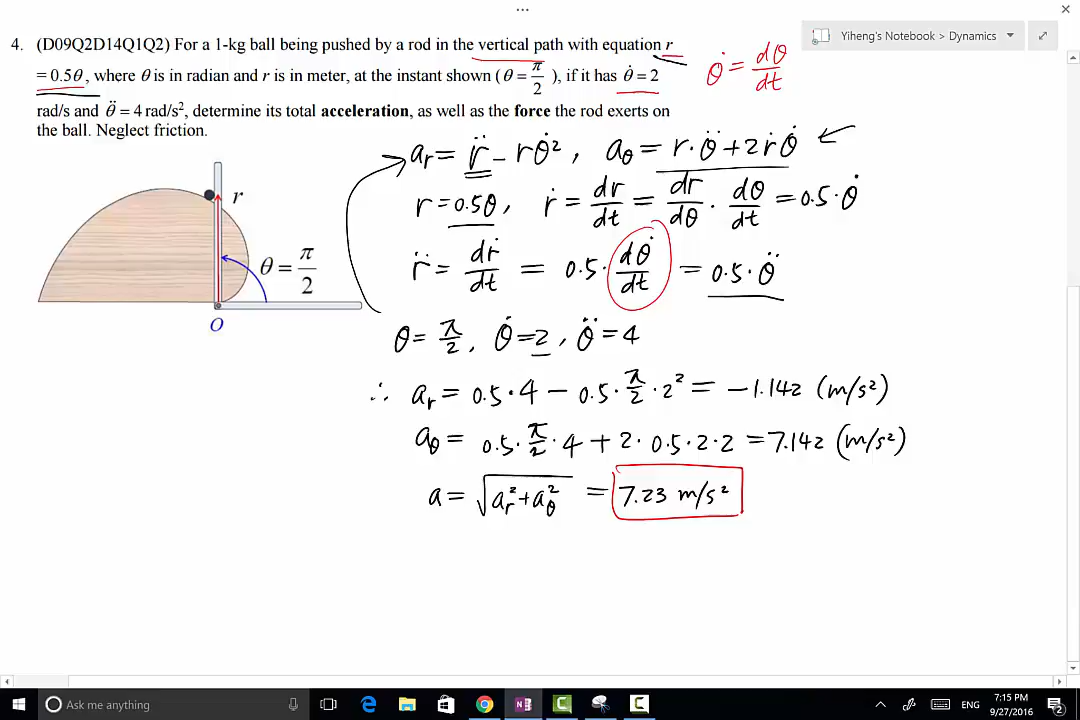 ...
Yiheng's Notebook > Dynamics
4. (D09Q2D14Q1Q2) For a 1-kg ball being pushed by a rod in the vertical path with equation r
= 0.5θ, where θ is in radian and r is in meter, at the instant shown (θ = π/2), if it has θ̇ = 2
rad/s and θ̈ = 4 rad/s², determine its total acceleration, as well as the force the rod exerts on
the ball. Neglect friction.
θ̇ = dθ/dt
aᵣ = r̈ - rθ̇², a_θ = r·θ̈ + 2ṙθ̇
r = 0.5θ, ṙ = dr/dt = dr/dθ · dθ/dt = 0.5·θ̇
r̈ = dṙ/dt = 0.5· dθ̇/dt = 0.5·θ̈
r
θ = π/2
O
θ = π/2, θ̇ = 2, θ̈ = 4
∴ aᵣ = 0.5·4 - 0.5·π/2·2² = -1.142 (m/s²)
a_θ = 0.5·π/2·4 + 2·0.5·2·2 = 7.142 (m/s²)
a = √(aᵣ² + a_θ²) = 7.23 m/s²
Ask me anything
N
ENG
7:15 PM
9/27/2016
2